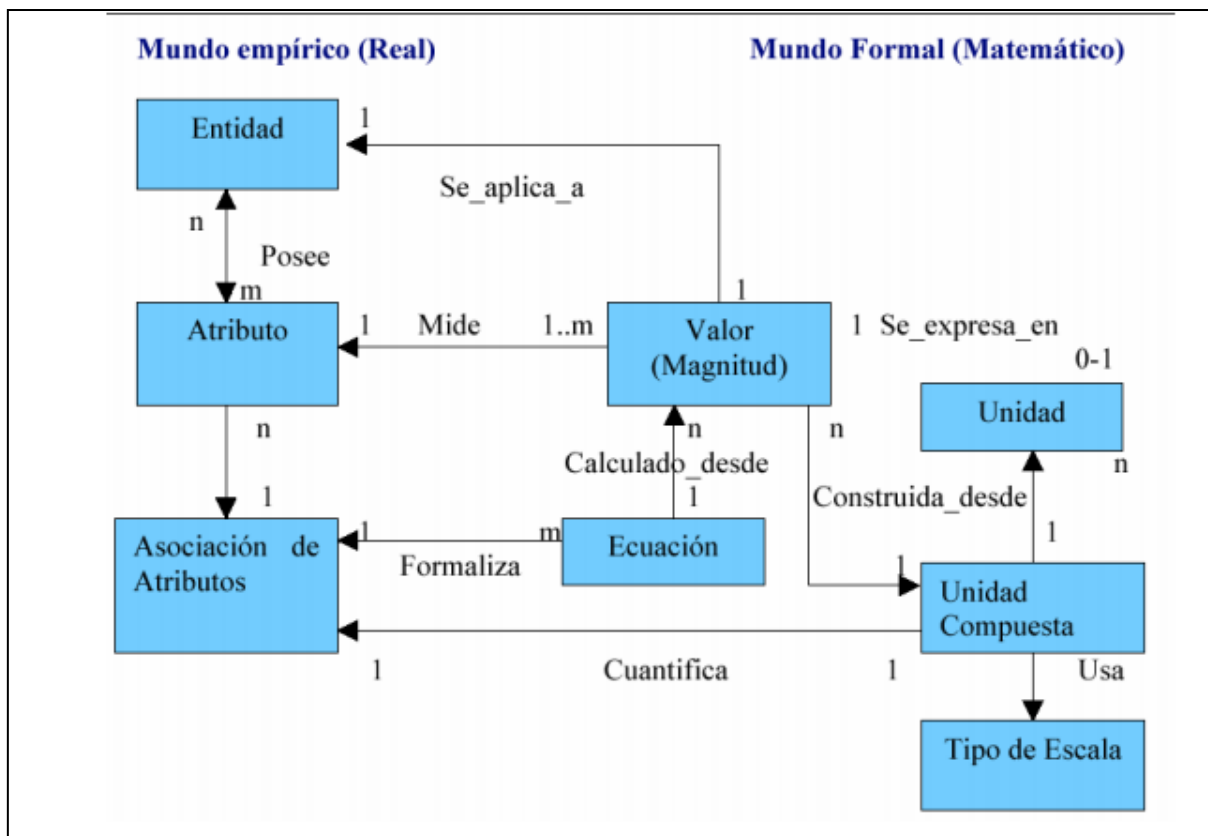 Mundo empírico (Real)
Mundo Formal (Matemático)
Entidad
1
Se_aplica_a
n
Posee
m
1
Atributo
1
Mide
1..m
Valor
(Magnitud)
1
Se_expresa_en
0-1
Unidad
n
n
n
n
Calculado_desde
Construida_desde
1
1
1
Asociación de
Atributos
1
Formaliza
m
Ecuación
1
Unidad
Compuesta
1
Cuantifica
1
Usa
Tipo de Escala